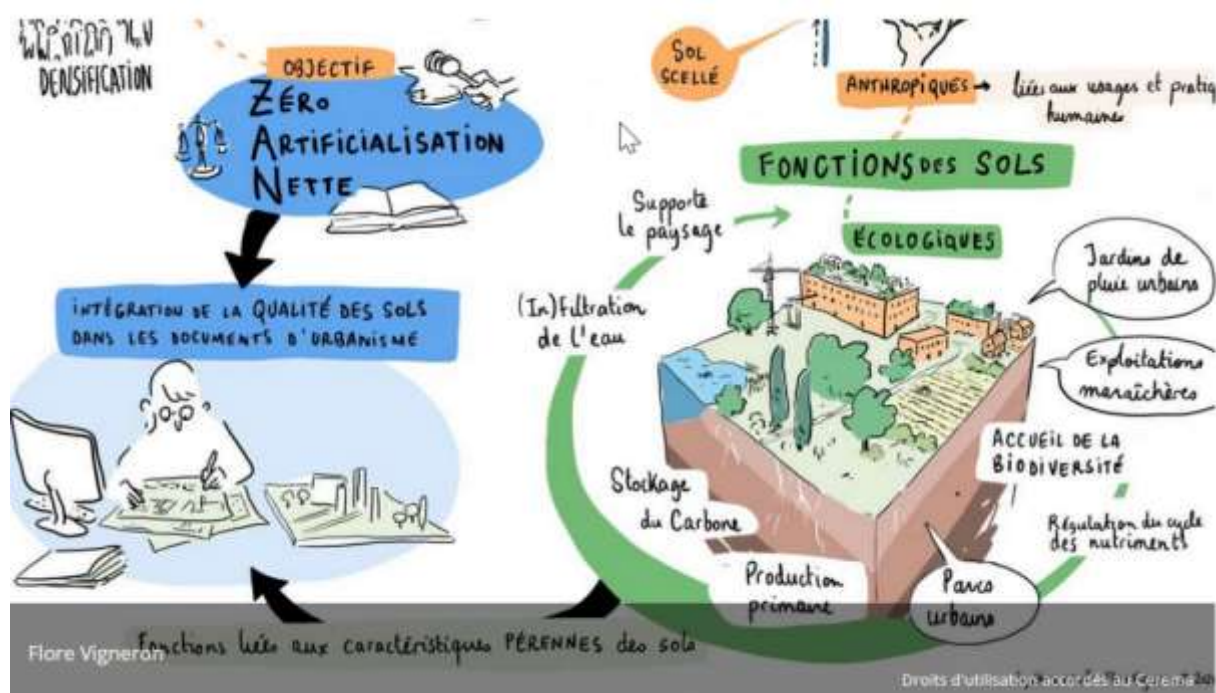 DENSIFICATION
OBJECTIF
ZÉRO
ARTIFICIALISATION
NETTE
INTÉGRATION DE LA QUALITÉ DES SOLS
DANS LES DOCUMENTS D'URBANISME
SOL
SCELLÉ
ANTHROPIQUES
liées aux usages et pratiq
humaines
FONCTIONS DES SOLS
ÉCOLOGIQUES
Supporte
le paysage
(In)Filtration
de l'eau
Stockage
du Carbone
Production
primaire
Parcs
urbains
Régulation du cycle
des nutriments
ACCUEIL DE LA
BIODIVERSITÉ
Exploitations
maraîchères
Jardins de
pluie urbains
Fonctions liées aux caractéristiques PÉRENNES des sols
Flore Vigneron
Droits d'utilisation accordés au Cerema